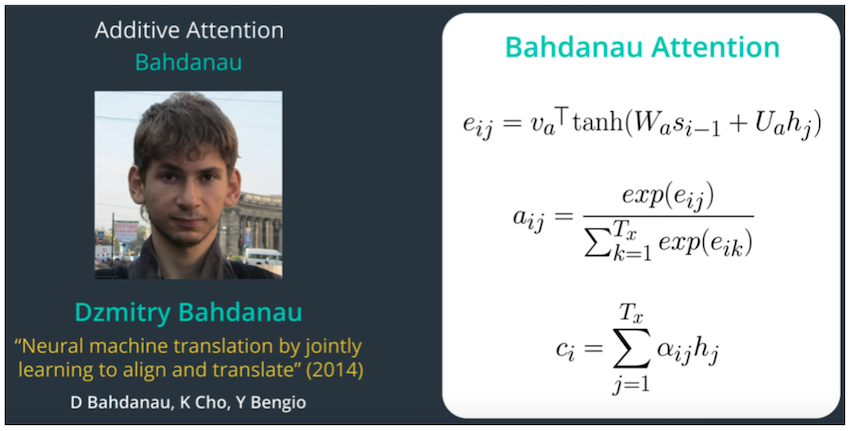 Additive Attention
Bahdanau
Dzmitry Bahdanau
“Neural machine translation by jointly
learning to align and translate” (2014)
D Bahdanau, K Cho, Y Bengio
Bahdanau Attention
e_{ij} = v_a^⊤ tanh(W_a s_{i−1} + U_a h_j)
a_{ij} = \frac{exp(e_{ij})}{\sum_{k=1}^{T_x} exp(e_{ik})}
c_i = \sum_{j=1}^{T_x} α_{ij} h_j